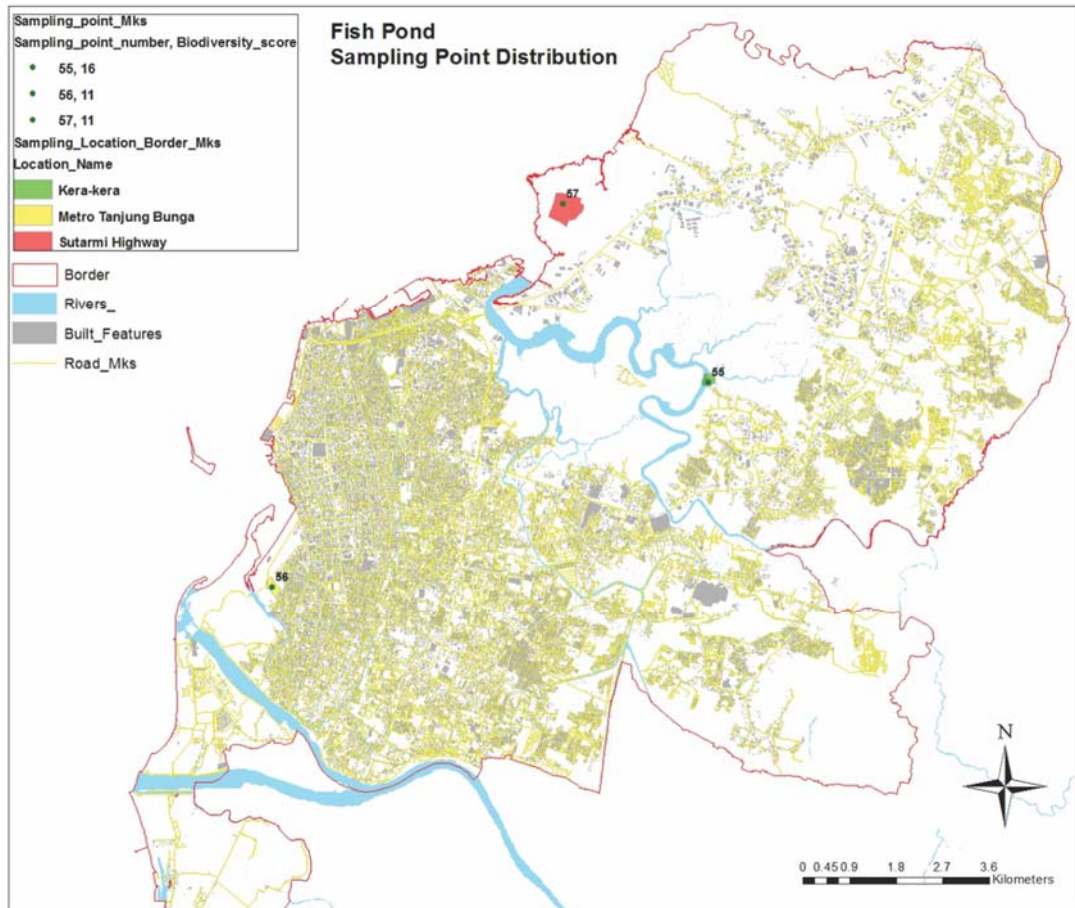 Sampling_point_Mks
Sampling_point_number, Biodiversity_score
55, 16
56, 11
57, 11
Sampling_Location_Border_Mks
Location_Name
Kera-kera
Metro Tanjung Bunga
Sutarmi Highway
Border
Rivers_
Built_Features
Road_Mks
Fish Pond
Sampling Point Distribution
57
55
56
N
0 0.45 0.9 1.8 2.7 3.6
Kilometers